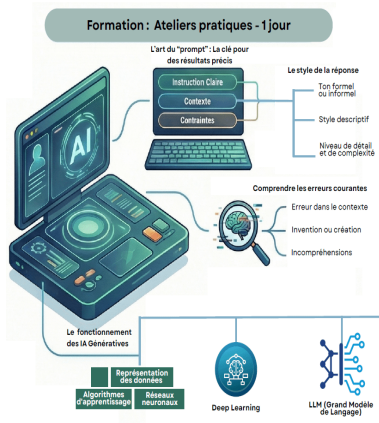 Formation : Ateliers pratiques - 1 jour
L'art du "prompt" : La clé pour
des résultats précis
Instruction Claire
Contexte
Contraintes
Le style de la réponse
Ton formel
ou informel
Style descriptif
Niveau de détail
et de complexité
AI
Comprendre les erreurs courantes
Erreur dans le contexte
Invention ou création
Incompréhensions
Le fonctionnement
des IA Génératives
Représentation
des données
Algorithmes
d'apprentissage
Réseaux
neuronaux
Deep Learning
LLM (Grand Modèle
de Langage)